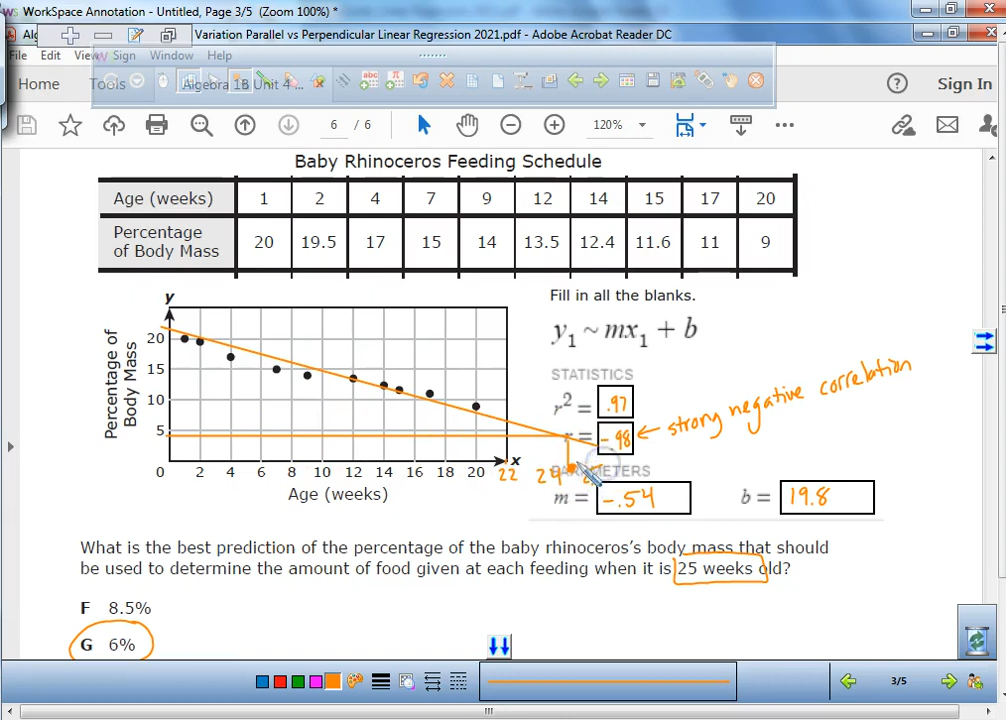 WorkSpace Annotation - Untitled, Page 3/5 (Zoom 100%) *
Variation Parallel vs Perpendicular Linear Regression 2021.pdf - Adobe Acrobat Reader DC
File Edit View Sign Window Help
Home Tools Algebra 1B Unit 4... Sign In
6 / 6 120%
Baby Rhinoceros Feeding Schedule
Age (weeks) 1 2 4 7 9 12 14 15 17 20
Percentage of Body Mass 20 19.5 17 15 14 13.5 12.4 11.6 11 9
y
20
15
10
5
Percentage of Body Mass
0 2 4 6 8 10 12 14 16 18 20 22 24
x
Age (weeks)
Fill in all the blanks.
y1 ~ mx1 + b
STATISTICS
r² = .97
r = -.98 ← strong negative correlation
PARAMETERS
m = -.54 b = 19.8
What is the best prediction of the percentage of the baby rhinoceros's body mass that should
be used to determine the amount of food given at each feeding when it is 25 weeks old?
F 8.5%
G 6%
3/5